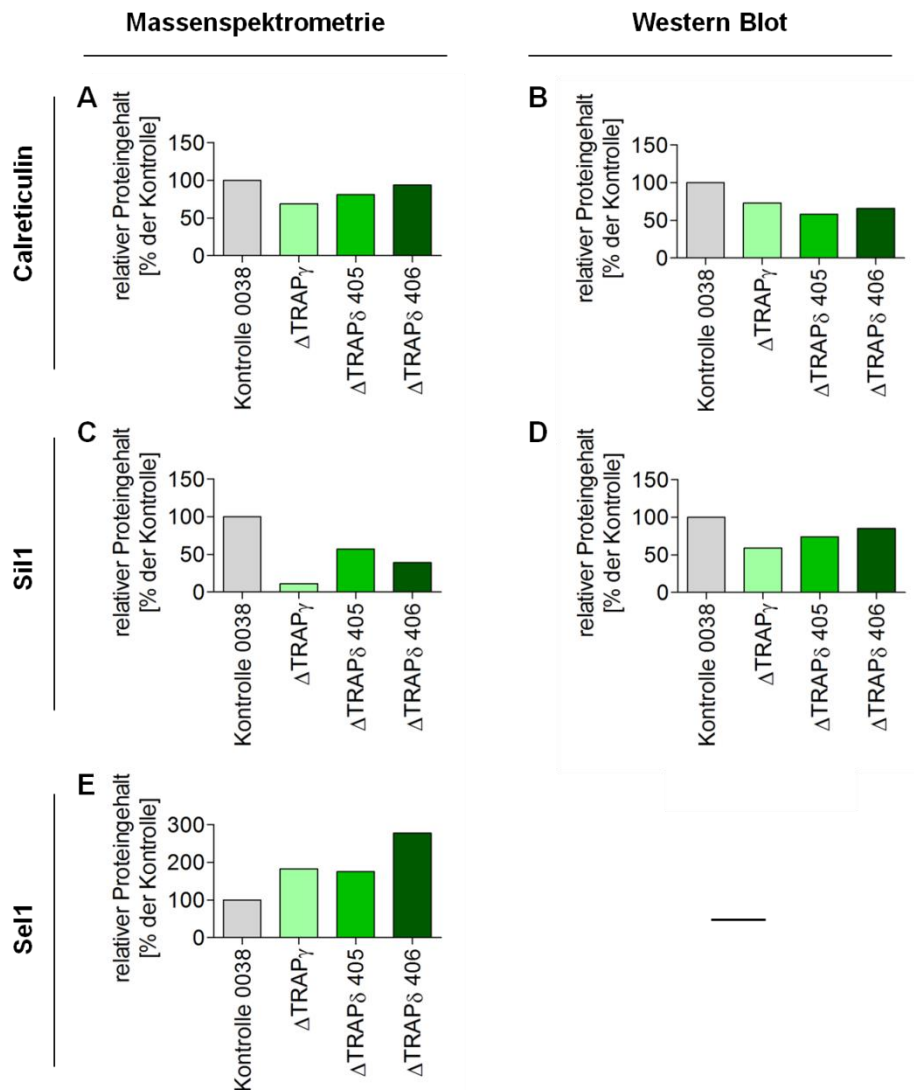 Massenspektrometrie
Western Blot
Calreticulin
A
relativer Proteingehalt
[% der Kontrolle]
150
100
50
0
Kontrolle 0038
ΔTRAPγ
ΔTRAPδ 405
ΔTRAPδ 406
B
relativer Proteingehalt
[% der Kontrolle]
150
100
50
0
Kontrolle 0038
ΔTRAPγ
ΔTRAPδ 405
ΔTRAPδ 406
Sil1
C
relativer Proteingehalt
[% der Kontrolle]
150
100
50
0
Kontrolle 0038
ΔTRAPγ
ΔTRAPδ 405
ΔTRAPδ 406
D
relativer Proteingehalt
[% der Kontrolle]
150
100
50
0
Kontrolle 0038
ΔTRAPγ
ΔTRAPδ 405
ΔTRAPδ 406
Sel1
E
relativer Proteingehalt
[% der Kontrolle]
300
200
100
0
Kontrolle 0038
ΔTRAPγ
ΔTRAPδ 405
ΔTRAPδ 406